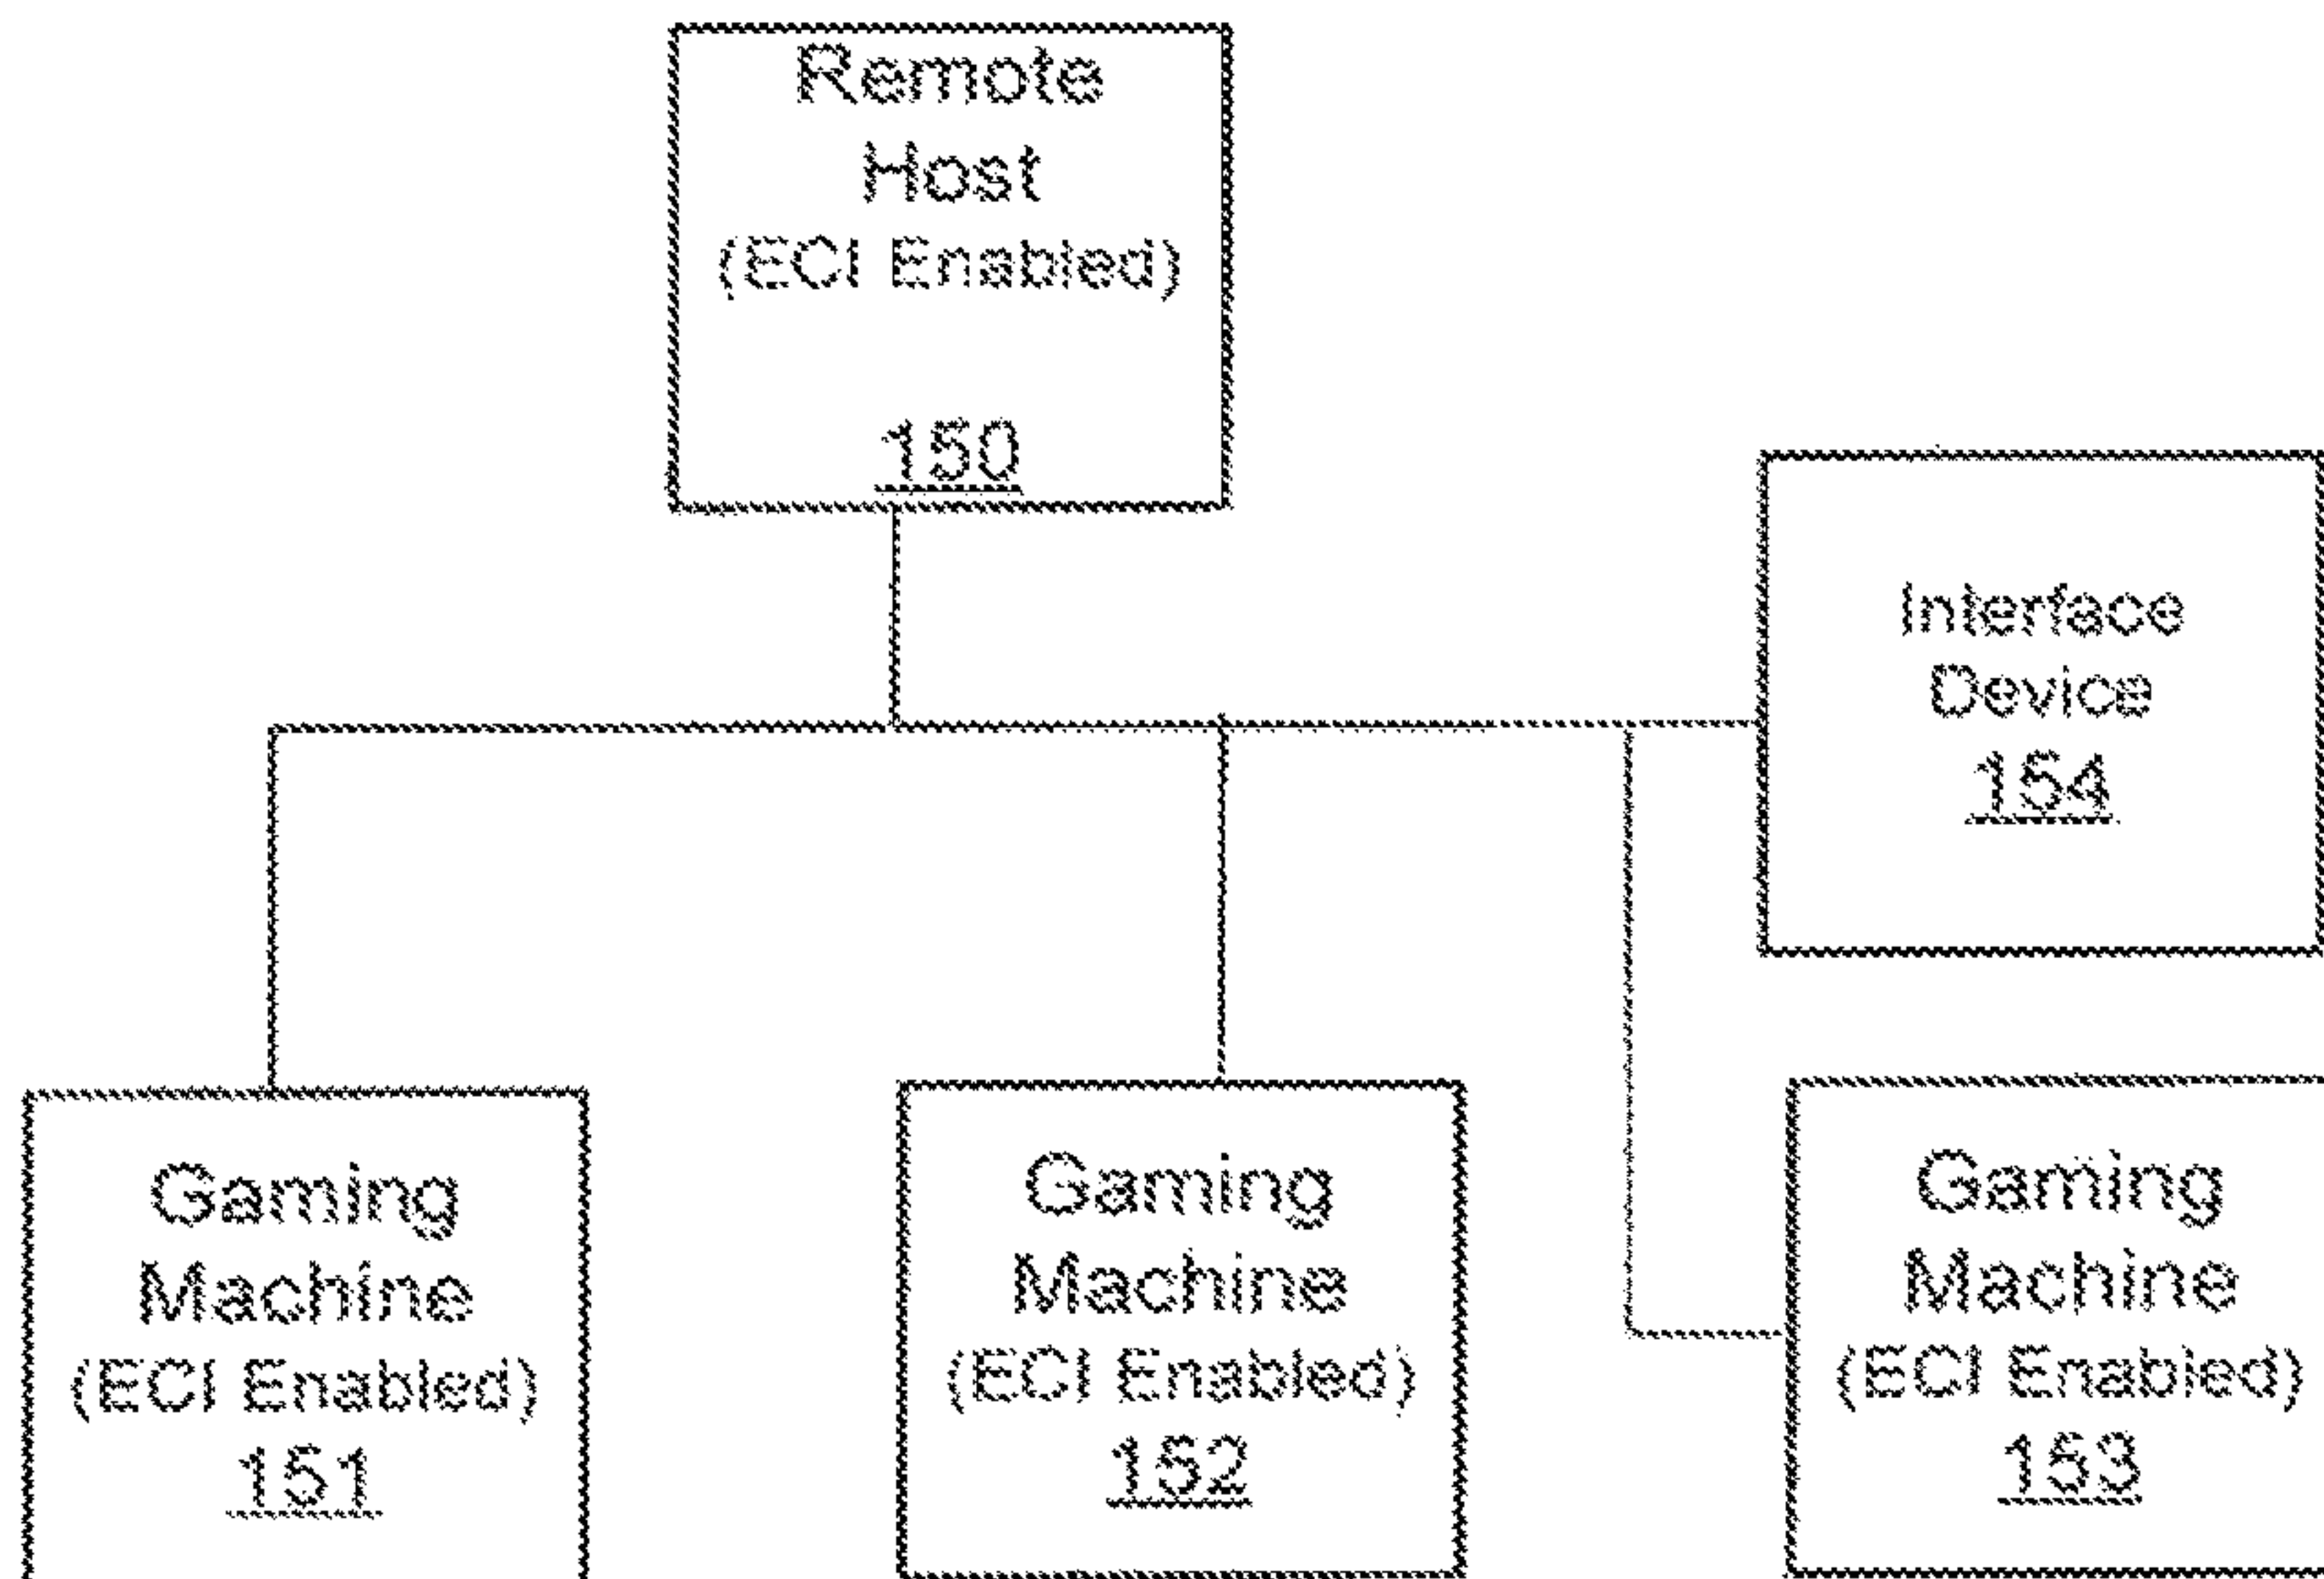 Remote
Host
(ECI Enabled)
150
Interface
Device
154
Gaming
Machine
(ECI Enabled)
151
Gaming
Machine
(ECI Enabled)
152
Gaming
Machine
(ECI Enabled)
153